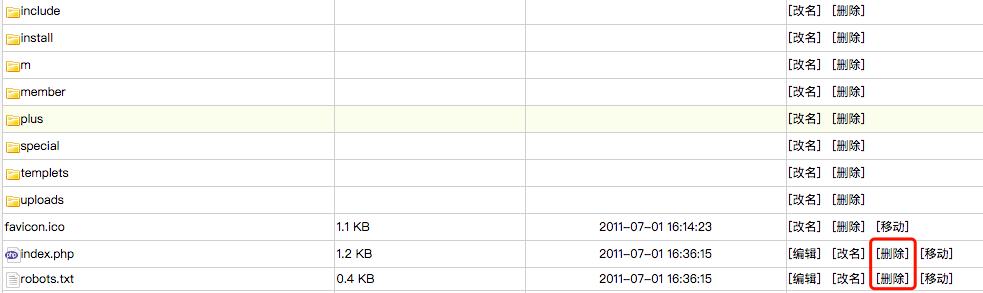 include [改名] [删除]
install [改名] [删除]
m [改名] [删除]
member [改名] [删除]
plus [改名] [删除]
special [改名] [删除]
templets [改名] [删除]
uploads [改名] [删除]
favicon.ico 1.1 KB 2011-07-01 16:14:23 [改名] [删除] [移动]
php index.php 1.2 KB 2011-07-01 16:36:15 [编辑] [改名] [删除] [移动]
robots.txt 0.4 KB 2011-07-01 16:36:15 [编辑] [改名] [删除] [移动]